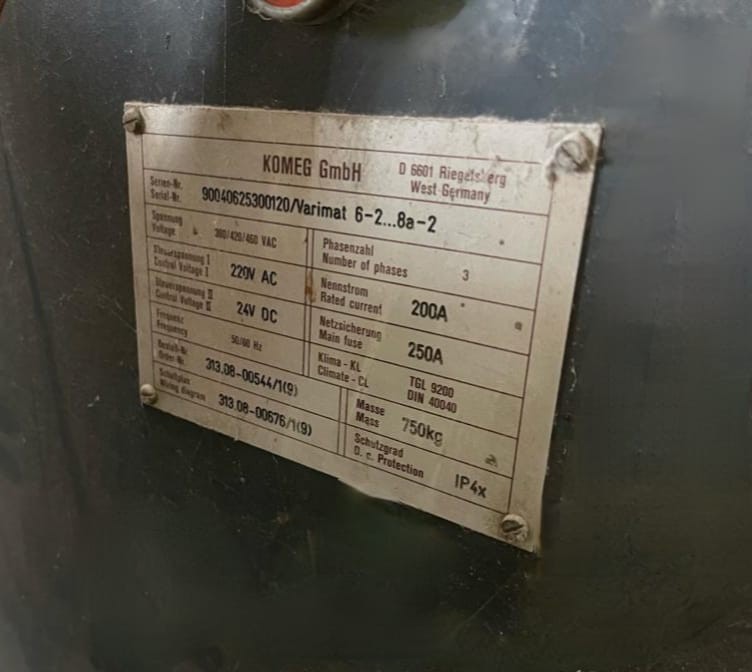 KOMEG GmbH
D 6601 Riegelsberg
West-Germany
Serien-Nr.
Serial-Nr.
90040625300120/Varimat 6-2...8a-2
Spannung
Voltage
380/420/460 VAC
Phasenzahl
Number of phases
3
Steuerspannung I
Control Voltage I
220V AC
Nennstrom
Rated current
200A
Steuerspannung II
Control Voltage II
24V DC
Netzsicherung
Main fuse
250A
Frequenz
Frequency
50/60 Hz
Klima - KL
Climate - CL
TGL 9200
DIN 40040
Bestell-Nr
Order-Nr.
313.08-00544/1(9)
Masse
Mass
750kg
Schaltplan
Wiring diagram
313.08-00676/1(9)
Schutzgrad
D. c. Protection
IP4x